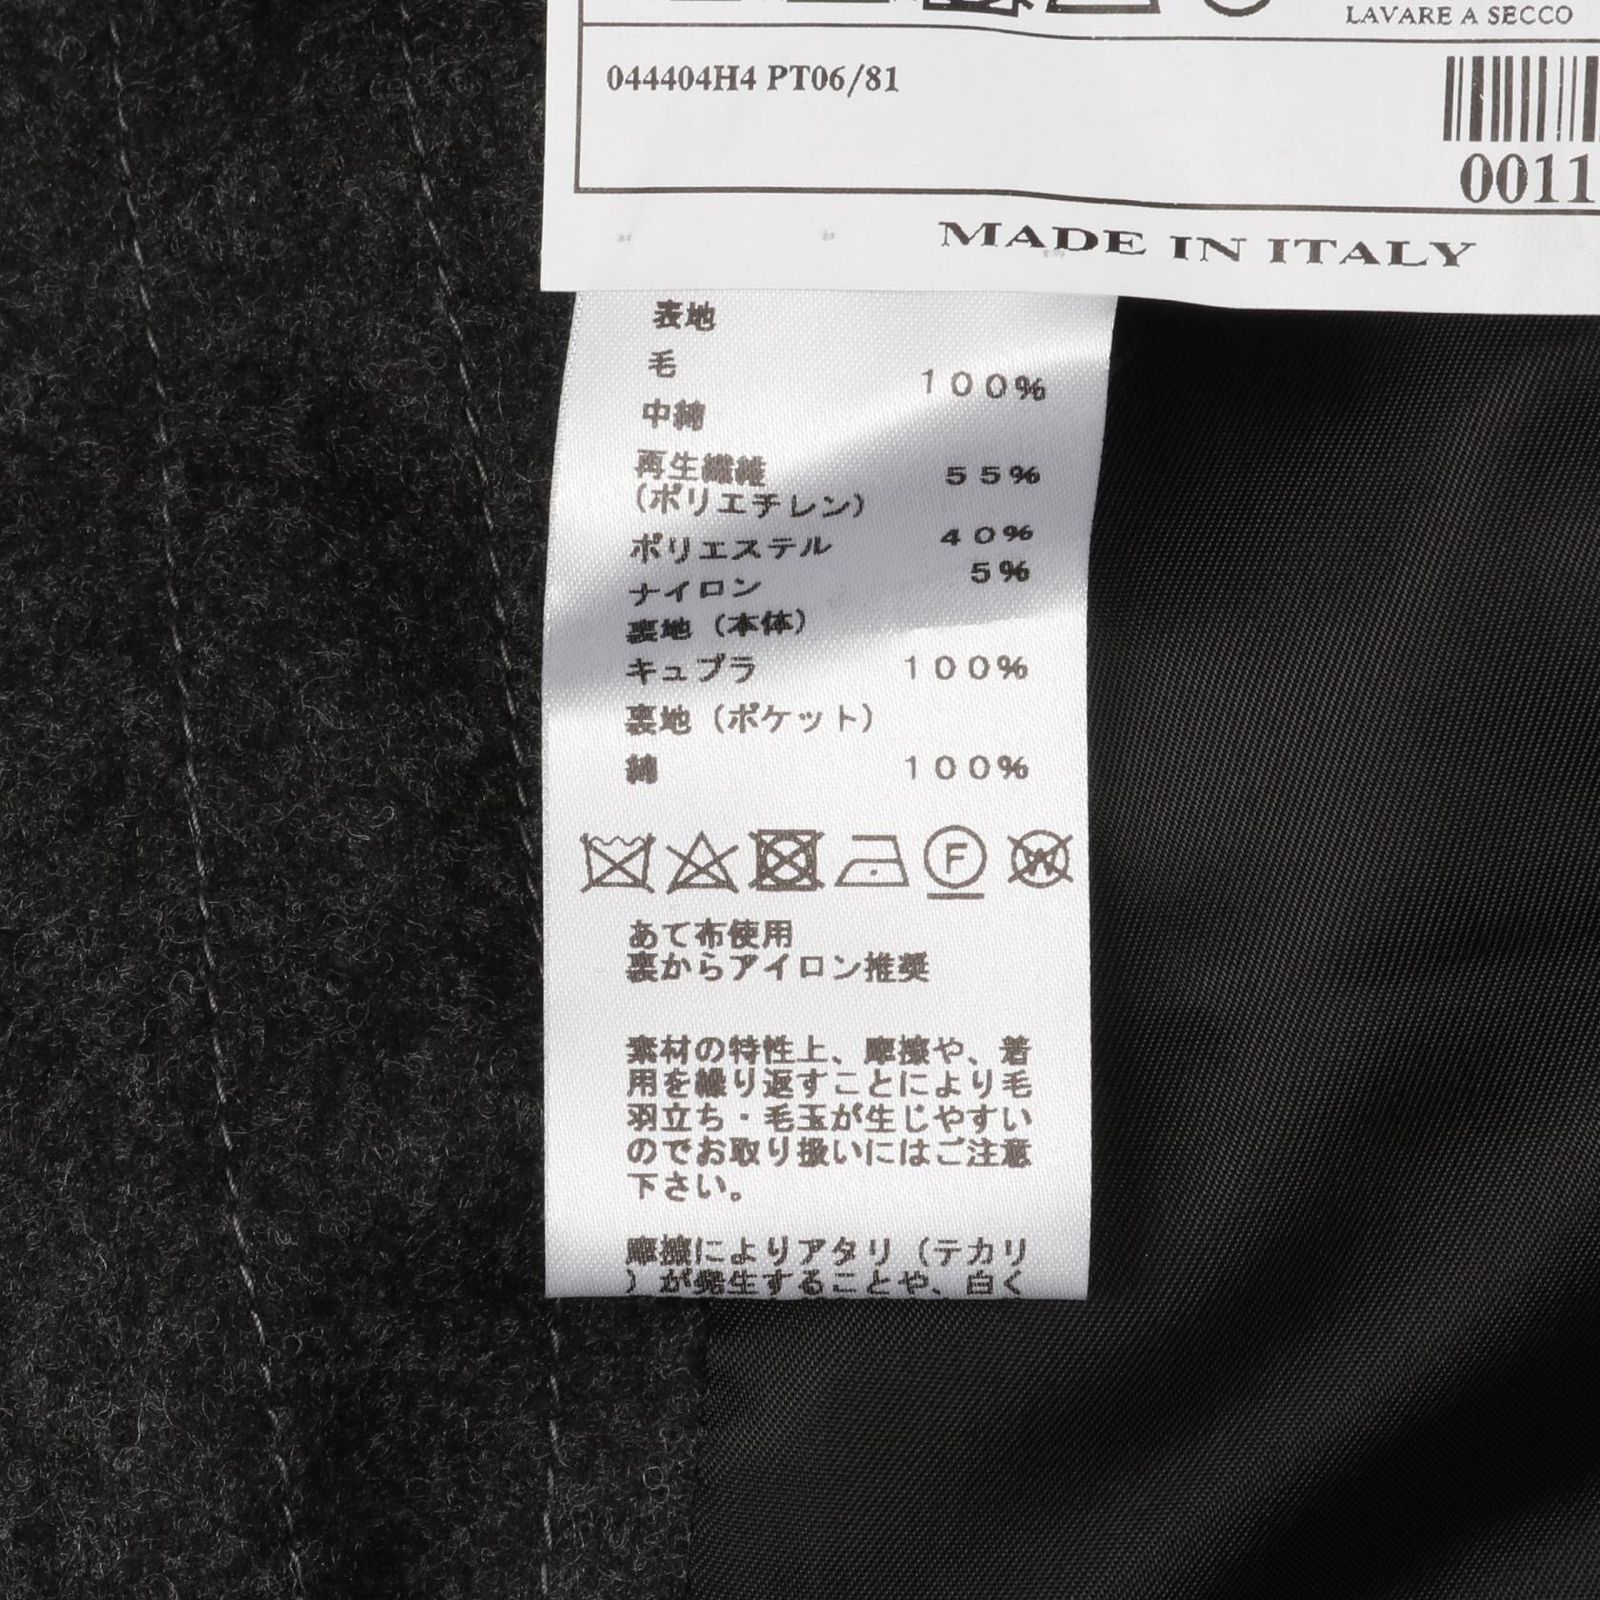 LAVARE A SECCO
044404H4 PT06/81
0011
MADE IN ITALY
表地
毛 100%
中綿
再生繊維 55%
(ポリエチレン)
ポリエステル 40%
ナイロン 5%
裏地(本体)
キュプラ 100%
裏地(ポケット)
綿 100%
F
W
あて布使用
裏からアイロン推奨
素材の特性上、摩擦や、着
用を繰り返すことにより毛
羽立ち・毛玉が生じやすい
のでお取り扱いにはご注意
下さい。
摩擦によりアタリ(テカリ
)が発生することや、白く